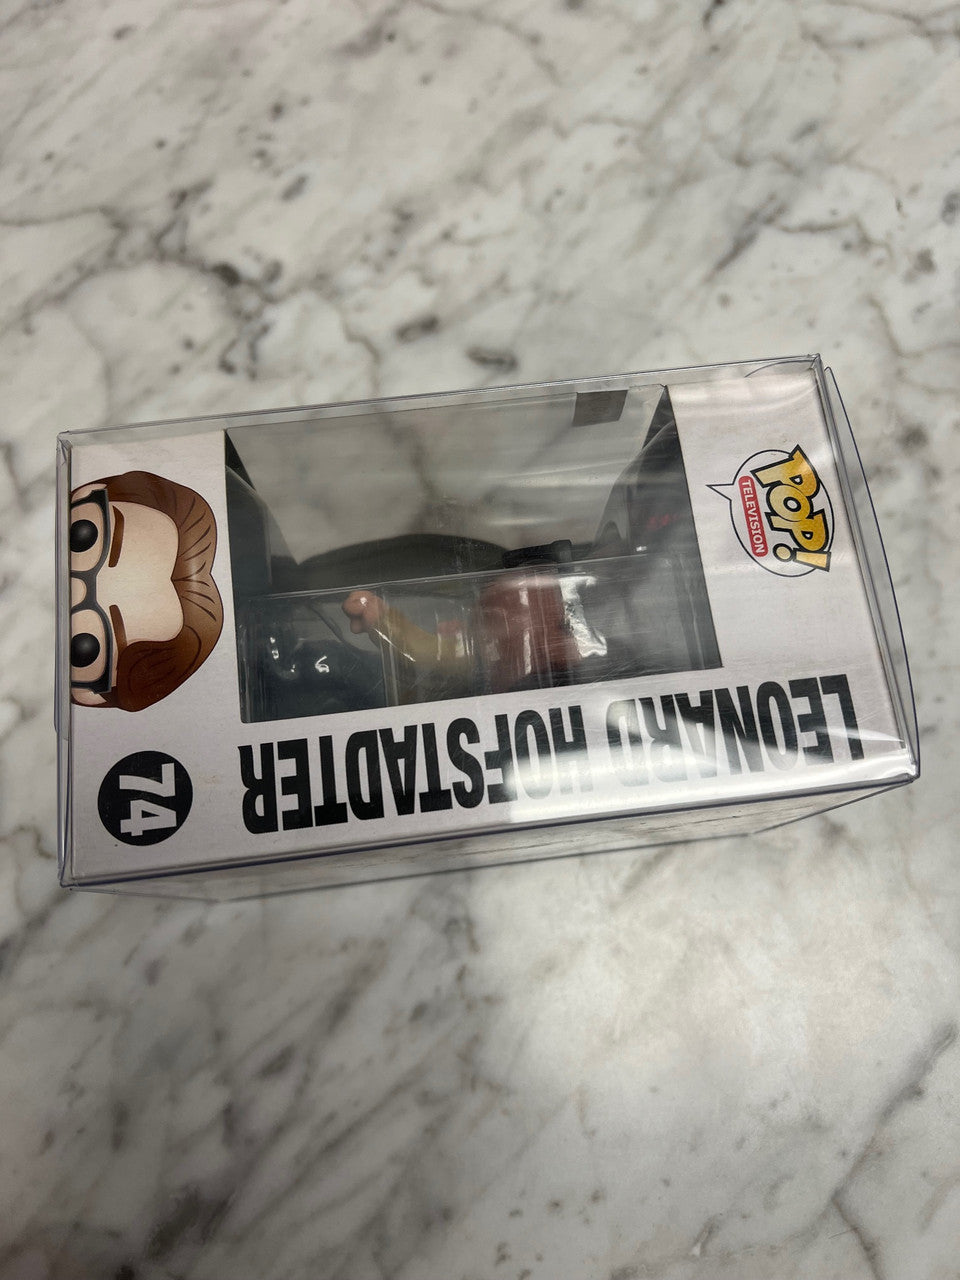 POP!
TELEVISION
LEONARD HOFSTADTER
74